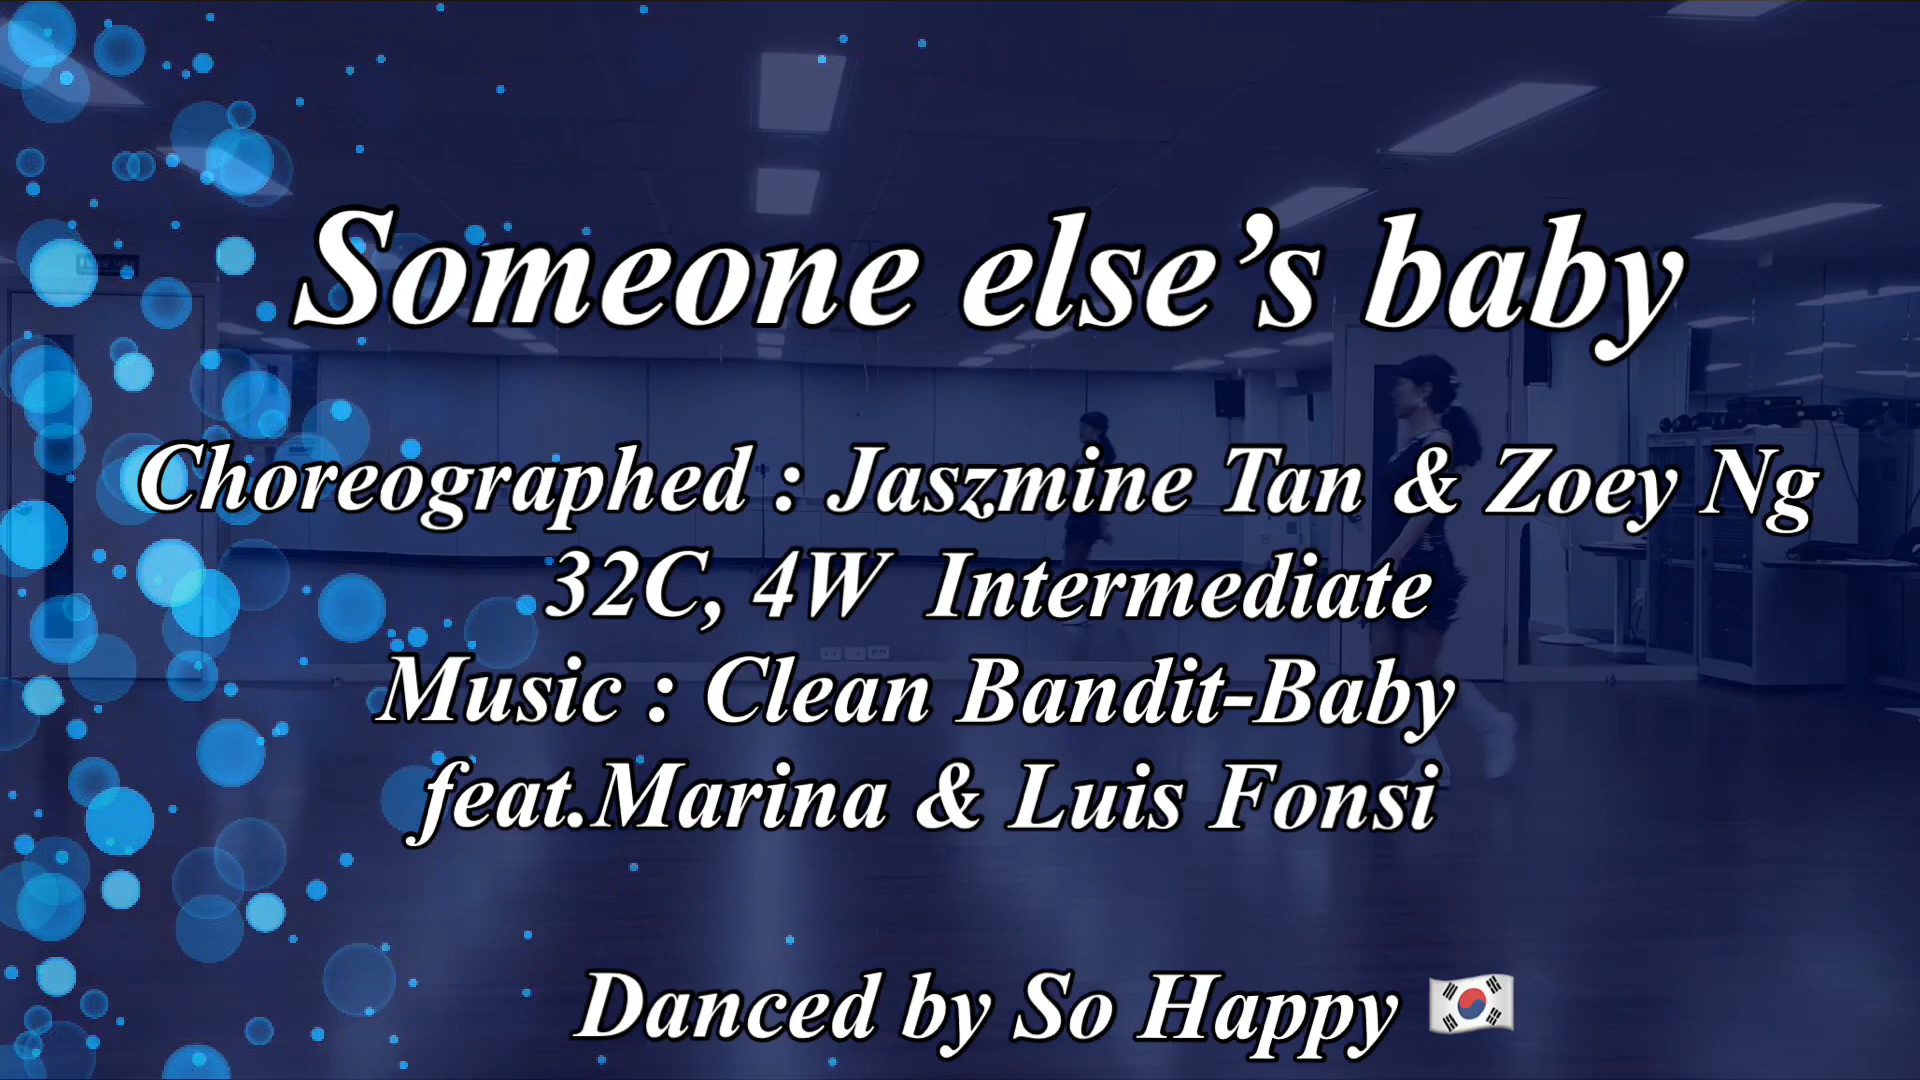 Someone else’s baby
Choreographed : Jaszmine Tan & Zoey Ng
32C, 4W Intermediate
Music : Clean Bandit-Baby
feat.Marina & Luis Fonsi
Danced by So Happy 🇰🇷